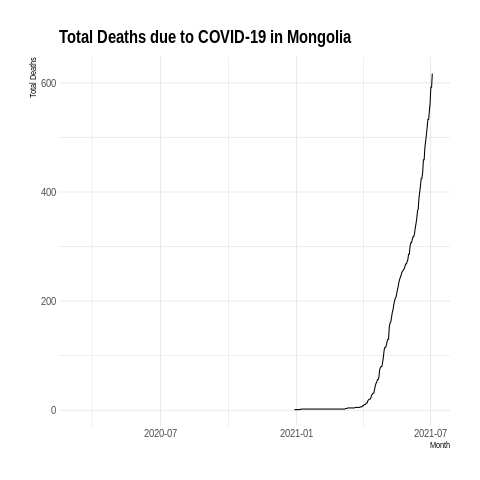 Total Deaths due to COVID-19 in Mongolia
Total Deaths
600
400
200
0
2020-07
2021-01
2021-07
Month